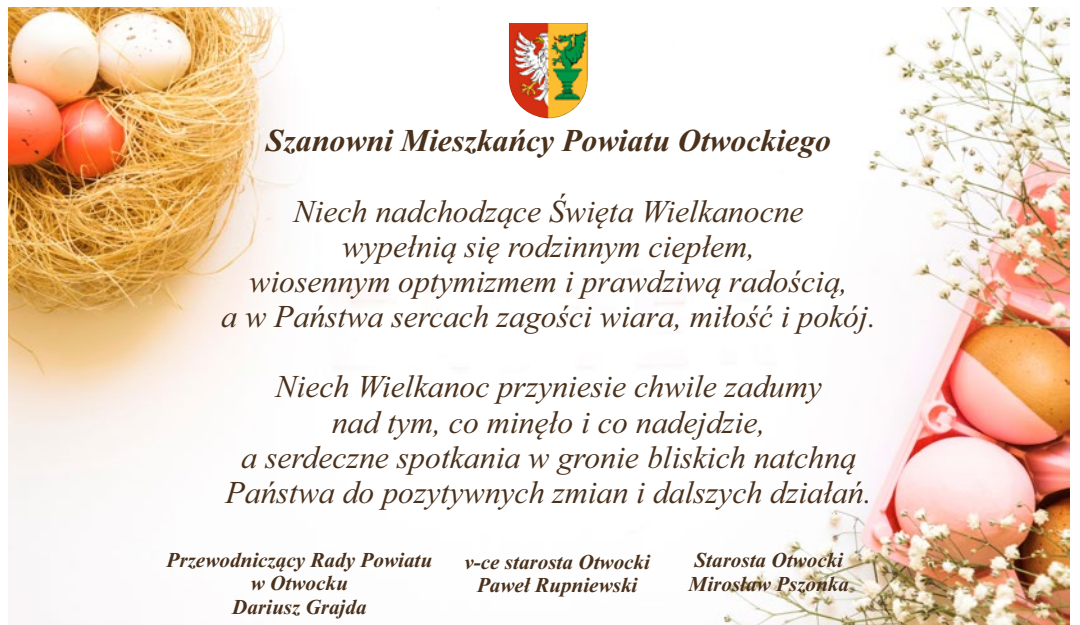 Szanowni Mieszkańcy Powiatu Otwockiego
Niech nadchodzące Święta Wielkanocne
wypełnią się rodzinnym ciepłem,
wiosennym optymizmem i prawdziwą radością,
a w Państwa sercach zagości wiara, miłość i pokój.
Niech Wielkanoc przyniesie chwile zadumy
nad tym, co minęło i co nadejdzie,
a serdeczne spotkania w gronie bliskich natchną
Państwa do pozytywnych zmian i dalszych działań.
Przewodniczący Rady Powiatu
w Otwocku
Dariusz Grajda
v-ce starosta Otwocki
Paweł Rupniewski
Starosta Otwocki
Mirosław Pszonka